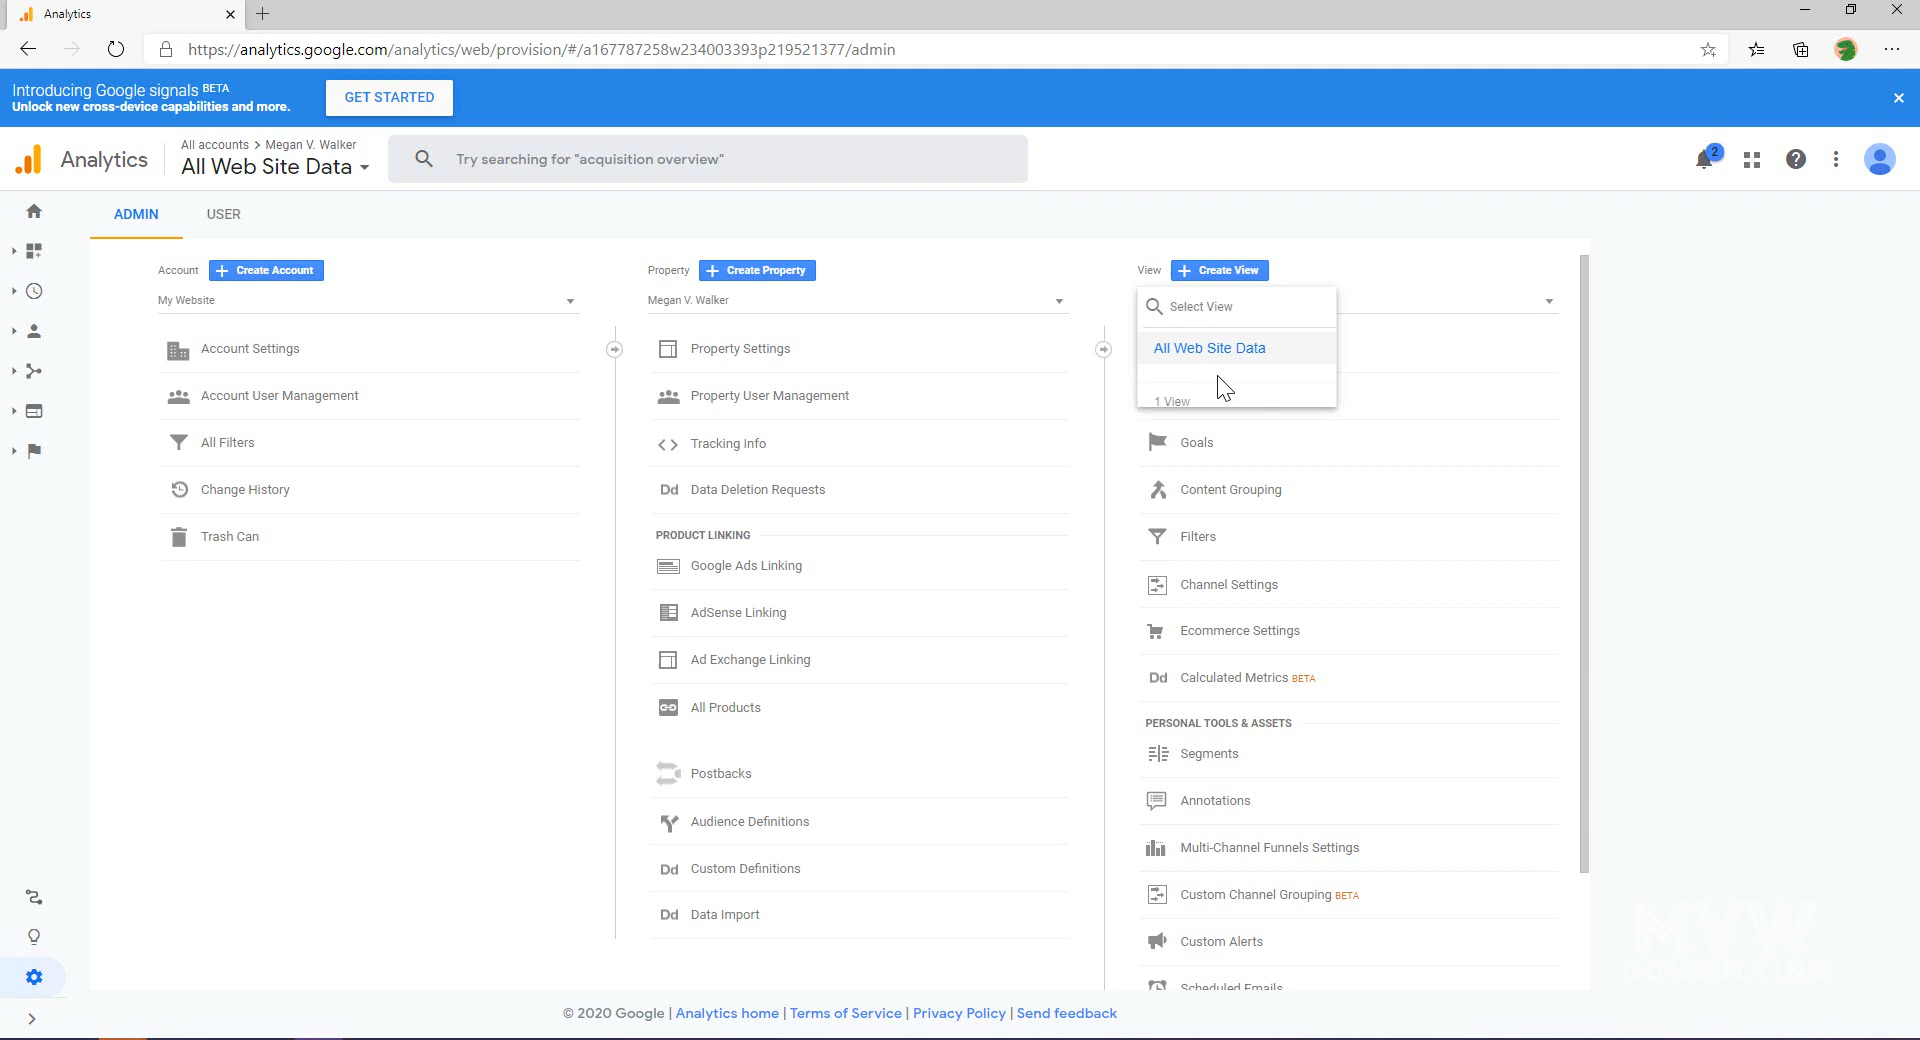 Analytics
https://analytics.google.com/analytics/web/provision/#/a167787258w234003393p219521377/admin
Introducing Google signals BETA
Unlock new cross-device capabilities and more.
GET STARTED
Analytics
All accounts > Megan V. Walker
All Web Site Data
Try searching for "acquisition overview"
2
ADMIN
USER
Account
Create Account
My Website
Account Settings
Account User Management
All Filters
Change History
Trash Can
Property
Create Property
Megan V. Walker
Property Settings
Property User Management
Tracking Info
Dd Data Deletion Requests
PRODUCT LINKING
Google Ads Linking
AdSense Linking
Ad Exchange Linking
All Products
Postbacks
Audience Definitions
Dd Custom Definitions
Dd Data Import
View
Create View
Select View
All Web Site Data
1 View
Goals
Content Grouping
Filters
Channel Settings
Ecommerce Settings
Dd Calculated Metrics BETA
PERSONAL TOOLS & ASSETS
Segments
Annotations
Multi-Channel Funnels Settings
Custom Channel Grouping BETA
Custom Alerts
Scheduled Emails
MVW
© 2020 Google | Analytics home | Terms of Service | Privacy Policy | Send feedback